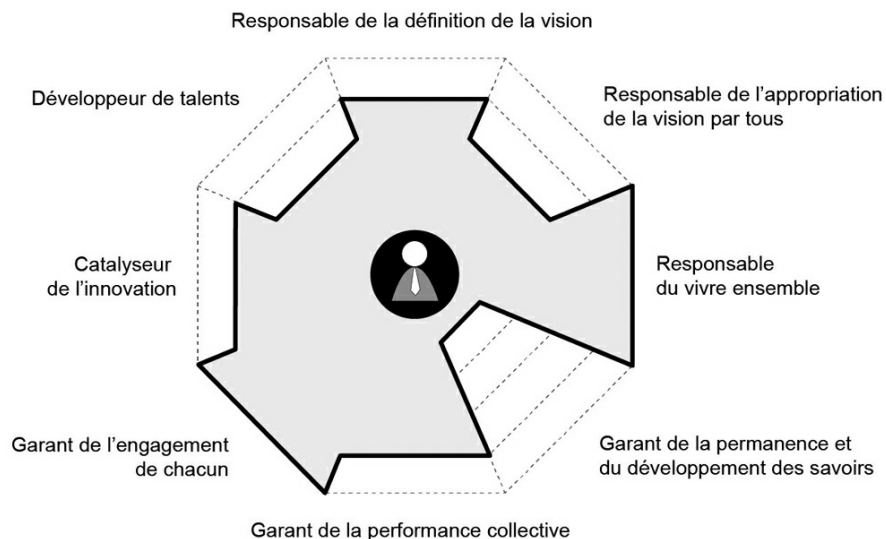 Responsable de la définition de la vision
Développeur de talents
Responsable de l’appropriation
de la vision par tous
Catalyseur
de l’innovation
Responsable
du vivre ensemble
Garant de l’engagement
de chacun
Garant de la permanence et
du développement des savoirs
Garant de la performance collective